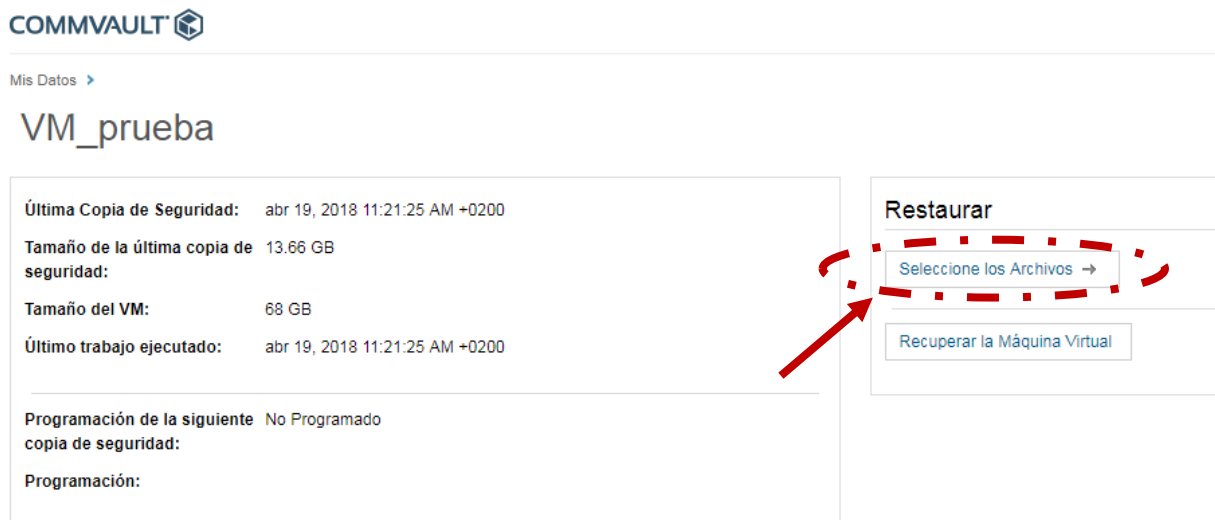 COMMVAULT
Mis Datos >
VM_prueba
Última Copia de Seguridad: abr 19, 2018 11:21:25 AM +0200
Tamaño de la última copia de 13.66 GB
seguridad:
Tamaño del VM: 68 GB
Último trabajo ejecutado: abr 19, 2018 11:21:25 AM +0200
Programación de la siguiente No Programado
copia de seguridad:
Programación:
Restaurar
Seleccione los Archivos →
Recuperar la Máquina Virtual